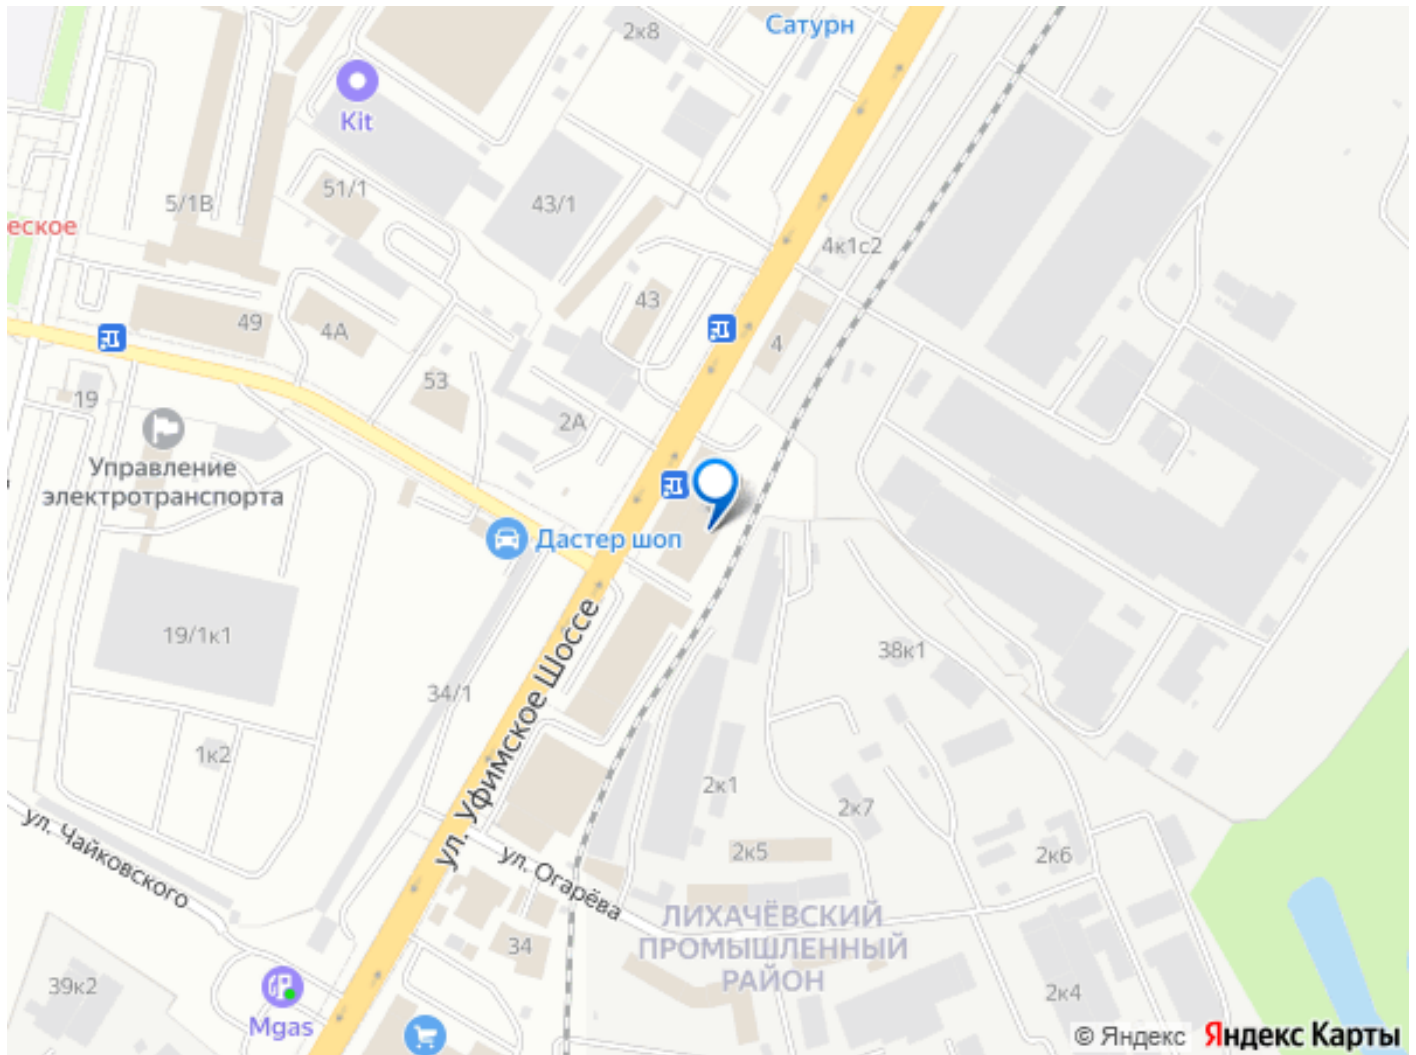 Сатурн
2к8
Kit
51/1
5/1В
43/1
еское
4к1с2
43
49
4А
4
53
19
2А
Управление
электротранспорта
Дастер шоп
19/1к1
38к1
34/1
ул. Уфимское Шоссе
1к2
2к1
2к7
ул. Чайковского
2к5
2к6
ул. Огарёва
ЛИХАЧЁВСКИЙ
ПРОМЫШЛЕННЫЙ
РАЙОН
34
39к2
2к4
Mgas
© Яндекс Яндекс Карты